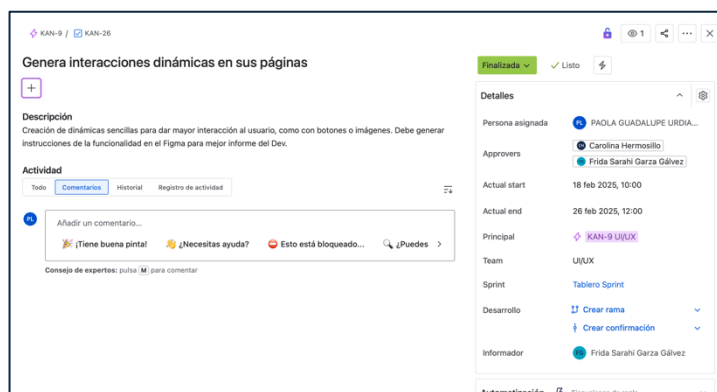 KAN-9 / KAN-26
1
Genera interacciones dinámicas en sus páginas
Descripción
Creación de dinámicas sencillas para dar mayor interacción al usuario, como con botones o imágenes. Debe generar
instrucciones de la funcionalidad en el Figma para mejor informe del Dev.
Actividad
Todo Comentarios Historial Registro de actividad
PL
Añadir un comentario...
¡Tiene buena pinta! ¿Necesitas ayuda? Esto está bloqueado... ¿Puedes
Consejo de expertos: pulsa M para comentar
Finalizada Listo
Detalles
Persona asignada PL PAOLA GUADALUPE URDIA...
Approvers Carolina Hermosillo
Frida Sarahi Garza Gálvez
Actual start 18 feb 2025, 10:00
Actual end 26 feb 2025, 12:00
Principal KAN-9 UI/UX
Team UI/UX
Sprint Tablero Sprint
Desarrollo Crear rama
Crear confirmación
Informador Frida Sarahi Garza Gálvez
Automatización